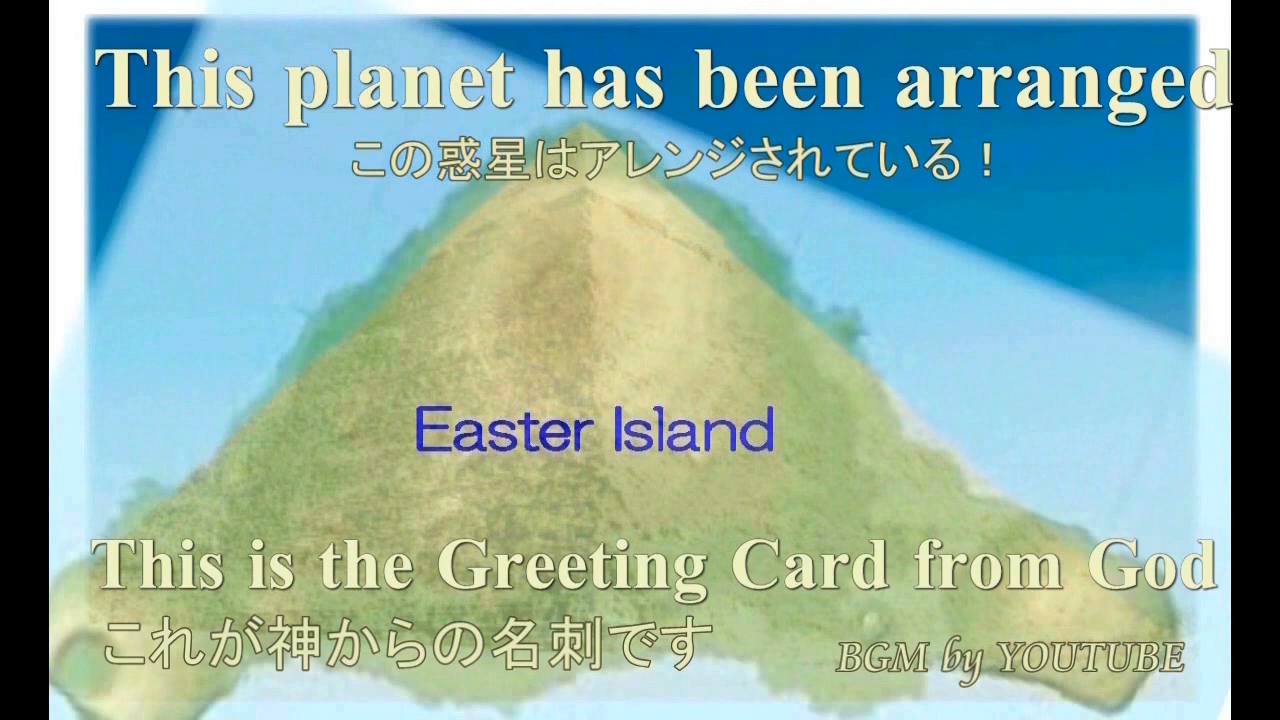 This planet has been arranged
この惑星はアレンジされている！
Easter Island
This is the Greeting Card from God
これが神からの名刺です
BGM by YOUTUBE